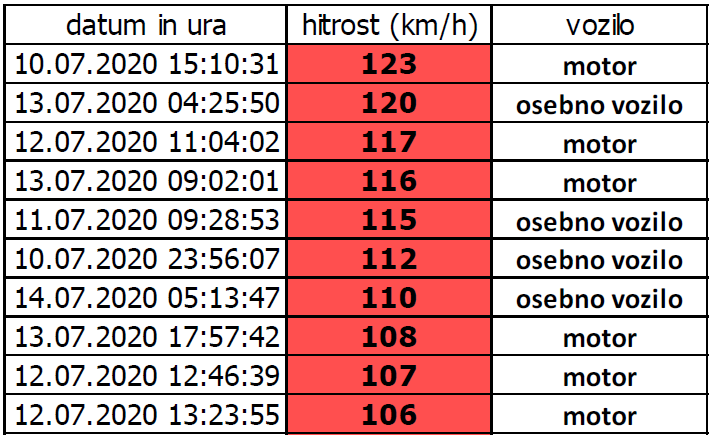 datum in ura hitrost (km/h) vozilo
10.07.2020 15:10:31 123 motor
13.07.2020 04:25:50 120 osebno vozilo
12.07.2020 11:04:02 117 motor
13.07.2020 09:02:01 116 motor
11.07.2020 09:28:53 115 osebno vozilo
10.07.2020 23:56:07 112 osebno vozilo
14.07.2020 05:13:47 110 osebno vozilo
13.07.2020 17:57:42 108 motor
12.07.2020 12:46:39 107 motor
12.07.2020 13:23:55 106 motor